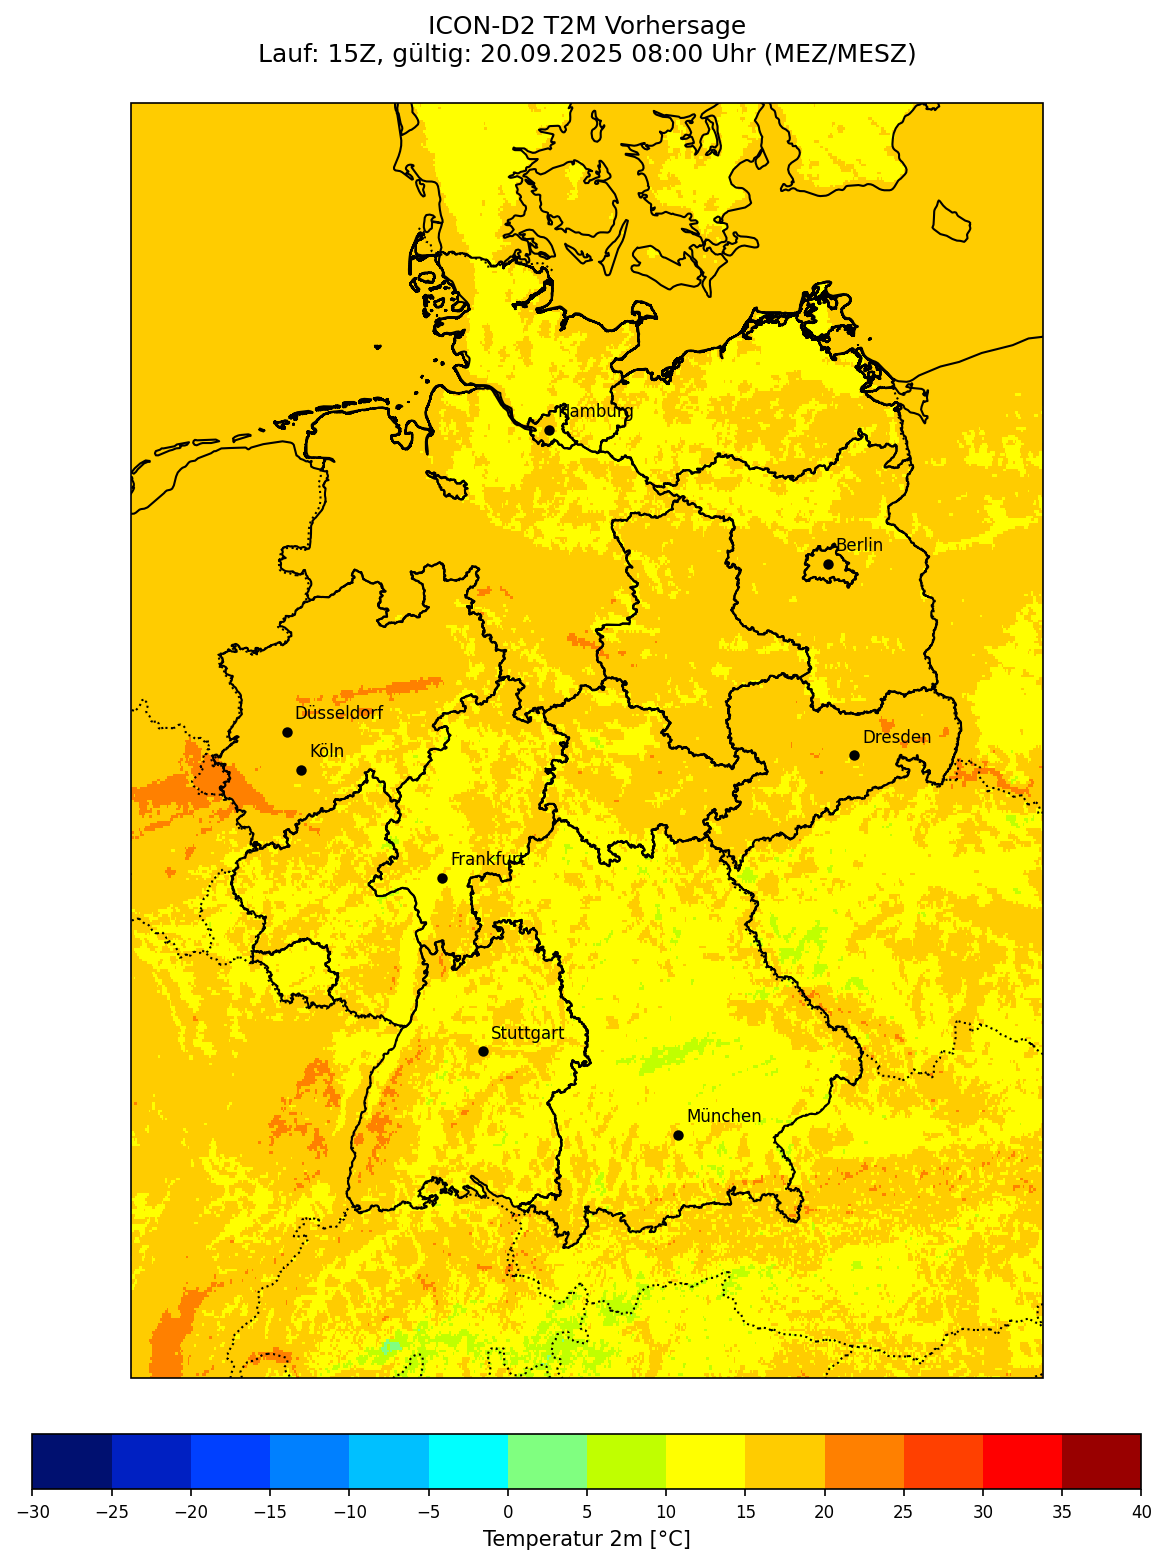 ICON-D2 T2M Vorhersage
Lauf: 15Z, gültig: 20.09.2025 08:00 Uhr (MEZ/MESZ)
Hamburg
Berlin
Düsseldorf
Dresden
Köln
Frankfurt
Stuttgart
München
−30 −25 −20 −15 −10 −5 0 5 10 15 20 25 30 35 40
Temperatur 2m [°C]